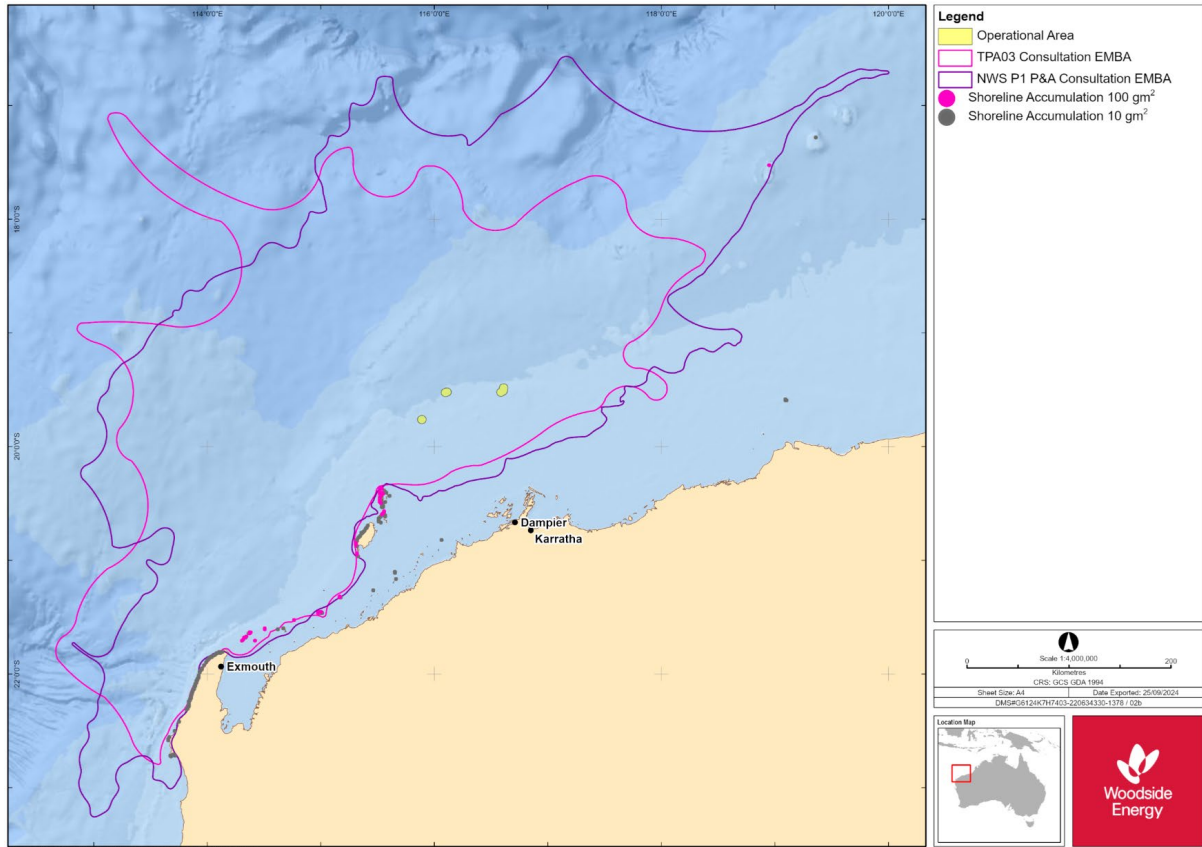 114°0'0"E
116°0'0"E
118°0'0"E
120°0'0"E
18°0'0"S
20°0'0"S
22°0'0"S
Dampier
Karratha
Exmouth
Legend
Operational Area
TPA03 Consultation EMBA
NWS P1 P&A Consultation EMBA
Shoreline Accumulation 100 gm²
Shoreline Accumulation 10 gm²
Scale 1:4,000,000
0 200
Kilometres
CRS: GCS GDA 1994
Sheet Size: A4 Date Exported: 25/09/2024
DMS#G6124K7H7403-220634330-1378 / 02b
Location Map
Woodside
Energy